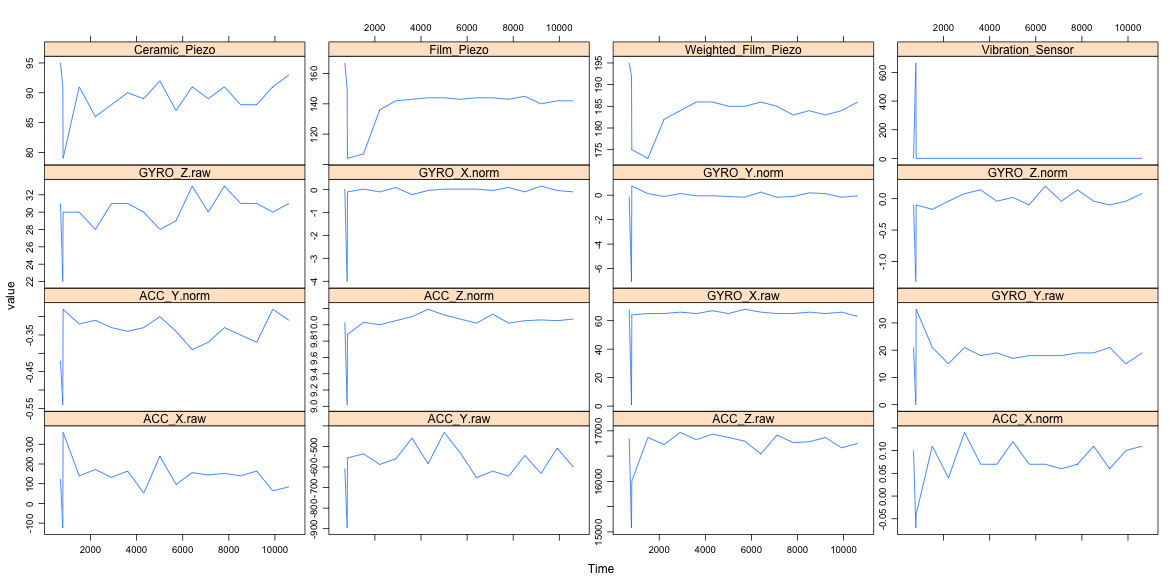 2000 4000 6000 8000 10000 2000 4000 6000 8000 10000
Ceramic_Piezo Film_Piezo Weighted_Film_Piezo Vibration_Sensor
80 85 90 95
120 140 160
175 180 185 190 195
0 200 400 600
GYRO_Z.raw GYRO_X.norm GYRO_Y.norm GYRO_Z.norm
22 24 26 28 30 32
-4 -3 -2 -1 0
-6 -4 -2 0
-1.0 -0.5 0.0
value
ACC_Y.norm ACC_Z.norm GYRO_X.raw GYRO_Y.raw
-0.55 -0.45 -0.35
9.0 9.2 9.4 9.6 9.8
0 20 40 60
0 10 20 30
ACC_X.raw ACC_Y.raw ACC_Z.raw ACC_X.norm
-100 0 100 200 300
-900 -800 -700 -600 -500
15000 16000 17000
-0.05 0.00 0.05 0.10
2000 4000 6000 8000 10000 2000 4000 6000 8000 10000
Time